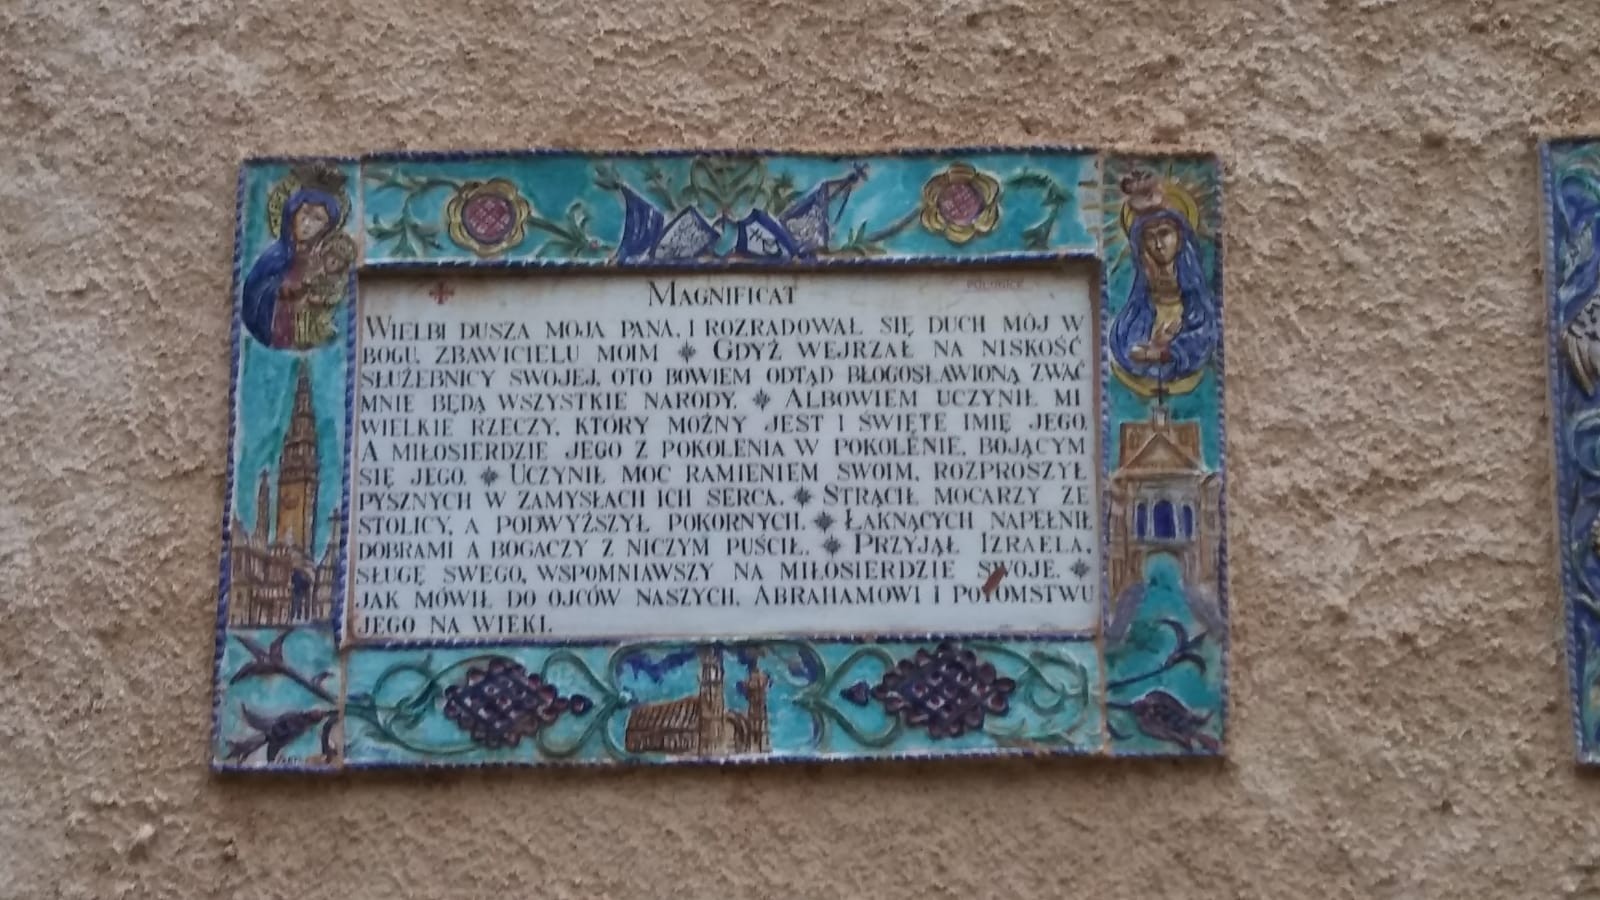 MAGNIFICAT
POLONICE
WIELBI DUSZA MOJA PANA, I ROZRADOWAŁ SIĘ DUCH MÓJ W
BOGU, ZBAWICIELU MOIM ✴ GDYŻ WEJRZAŁ NA NISKOŚĆ
SŁUŻEBNICY SWOJEJ, OTO BOWIEM ODTĄD BŁOGOSŁAWIONĄ ZWAĆ
MNIE BĘDĄ WSZYSTKIE NARODY. ✴ ALBOWIEM UCZYNIŁ MI
WIELKIE RZECZY, KTÓRY MOŻNY JEST I ŚWIĘTE IMIĘ JEGO.
A MIŁOSIERDZIE JEGO Z POKOLENIA W POKOLENIE, BOJĄCYM
SIĘ JEGO. ✴ UCZYNIŁ MOC RAMIENIEM SWOIM, ROZPROSZYŁ
PYSZNYCH W ZAMYSŁACH ICH SERCA. ✴ STRĄCIŁ MOCARZY ZE
STOLICY, A PODWYŻSZYŁ POKORNYCH. ✴ ŁAKNĄCYCH NAPEŁNIŁ
DOBRAMI A BOGACZY Z NICZYM PUŚCIŁ. ✴ PRZYJĄŁ IZRAELA,
SŁUGĘ SWEGO, WSPOMNIAWSZY NA MIŁOSIERDZIE SWOJE. ✴
JAK MÓWIŁ DO OJCÓW NASZYCH, ABRAHAMOWI I POTOMSTWU
JEGO NA WIEKI.